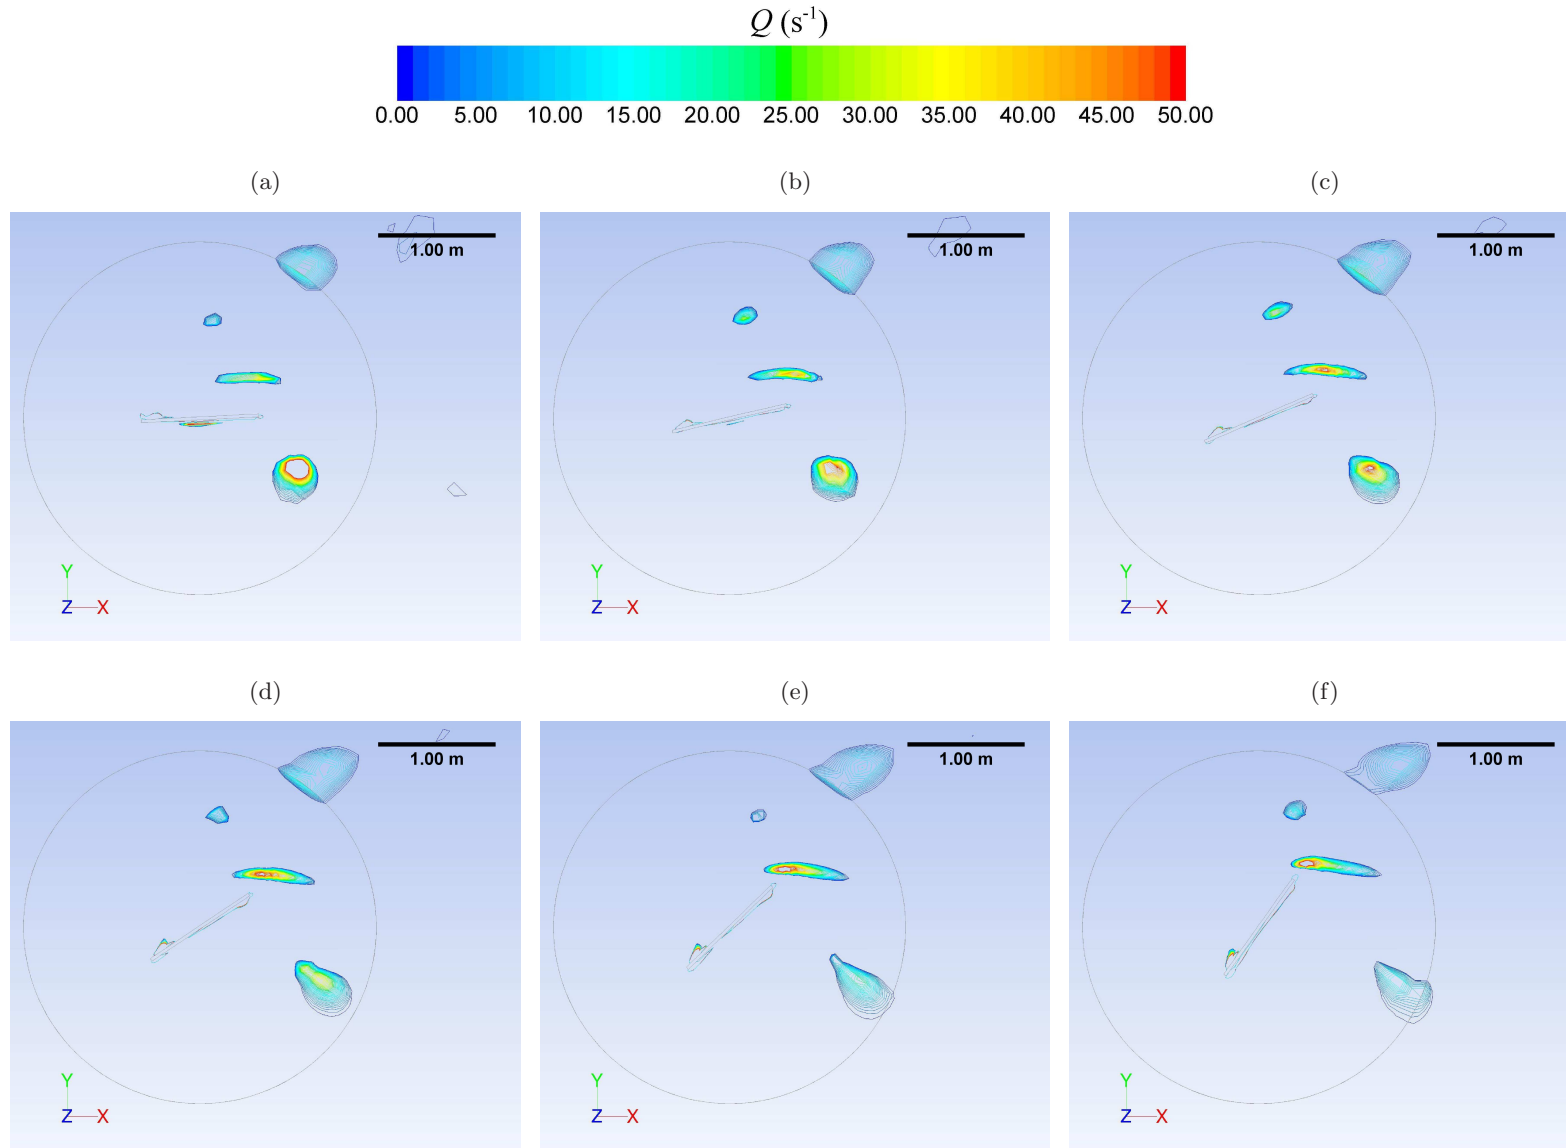 Q (s⁻¹)
0.00 5.00 10.00 15.00 20.00 25.00 30.00 35.00 40.00 45.00 50.00
(a) (b) (c)
1.00 m 1.00 m 1.00 m
Y Y Y
Z X Z X Z X
(d) (e) (f)
1.00 m 1.00 m 1.00 m
Y Y Y
Z X Z X Z X